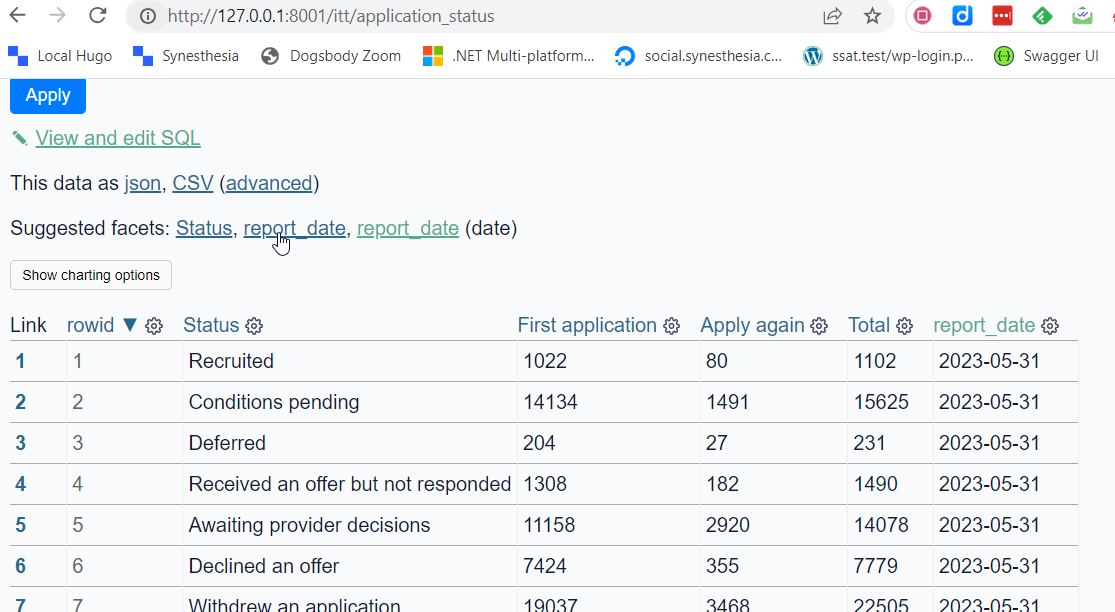 http://127.0.0.1:8001/itt/application_status
Local Hugo Synesthesia Dogsbody Zoom .NET Multi-platform... social.synesthesia.c... ssat.test/wp-login.p... Swagger UI
Apply
View and edit SQL
This data as json, CSV (advanced)
Suggested facets: Status, report_date, report_date (date)
Show charting options
Link rowid ▼ Status First application Apply again Total report_date
1 1 Recruited 1022 80 1102 2023-05-31
2 2 Conditions pending 14134 1491 15625 2023-05-31
3 3 Deferred 204 27 231 2023-05-31
4 4 Received an offer but not responded 1308 182 1490 2023-05-31
5 5 Awaiting provider decisions 11158 2920 14078 2023-05-31
6 6 Declined an offer 7424 355 7779 2023-05-31
7 7 Withdrew an application 19037 3468 22505 2023-05-31